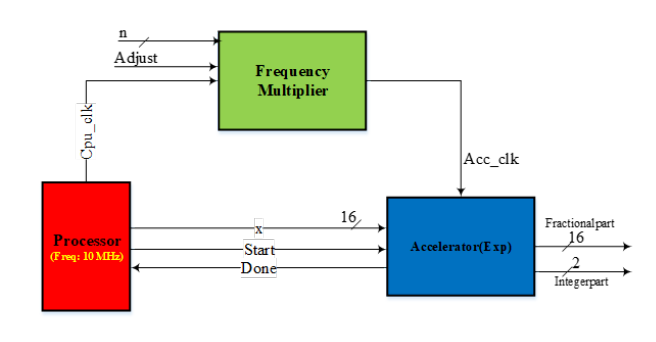 n
Adjust
Frequency
Multiplier
Cpu_clk
Acc_clk
Processor
(Freq: 10 MHz)
16
x
Start
Done
Accelerator(Exp)
Fractionalpart
16
2
Integerpart